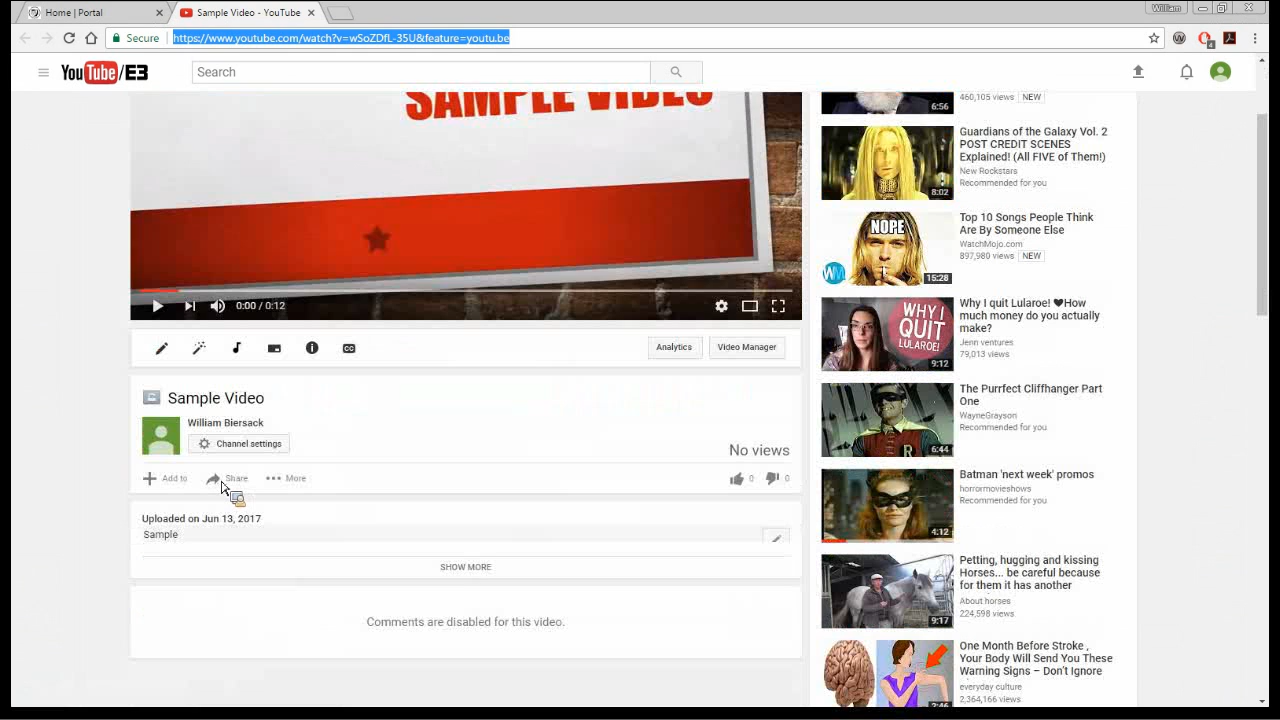 Home | Portal
Sample Video - YouTube
William
Secure
https://www.youtube.com/watch?v=wSoZDfL-35U&feature=youtu.be
4
YouTube/E3
Search
SAMPLE VIDEO
0:00 / 0:12
Analytics
Video Manager
CC
Sample Video
William Biersack
Channel settings
No views
Add to
Share
More
0
0
Uploaded on Jun 13, 2017
Sample
SHOW MORE
Comments are disabled for this video.
6:56
460,105 views
NEW
8:02
Guardians of the Galaxy Vol. 2
POST CREDIT SCENES
Explained! (All FIVE of Them!)
New Rockstars
Recommended for you
NOPE
WM
15:28
Top 10 Songs People Think
Are By Someone Else
WatchMojo.com
897,980 views
NEW
WHY I
QUIT
LULAROE!
9:12
Why I quit Lularoe! ❤How
much money do you actually
make?
Jenn ventures
79,013 views
6:44
The Purrfect Cliffhanger Part
One
WayneGrayson
Recommended for you
4:12
Batman 'next week' promos
horrormovieshows
Recommended for you
9:17
Petting, hugging and kissing
Horses... be careful because
for them it has another
About horses
224,598 views
One Month Before Stroke ,
Your Body Will Send You These
Warning Signs – Don't Ignore
everyday culture
2,364,166 views